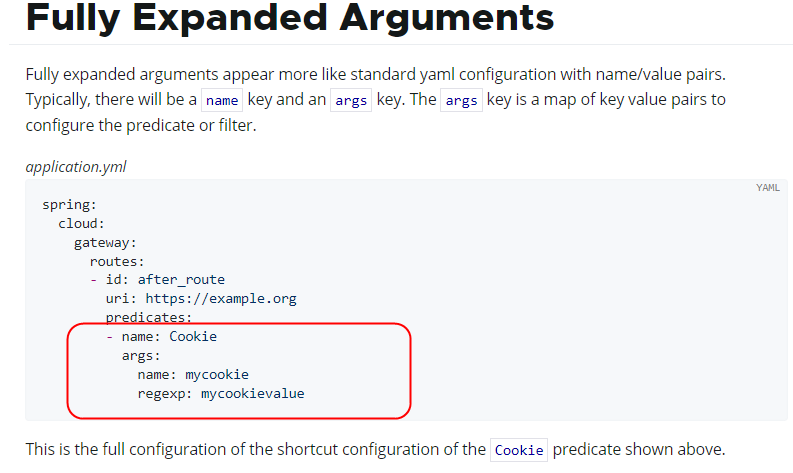 Fully Expanded Arguments
Fully expanded arguments appear more like standard yaml configuration with name/value pairs.
Typically, there will be a name key and an args key. The args key is a map of key value pairs to
configure the predicate or filter.
application.yml
YAML
spring:
  cloud:
    gateway:
      routes:
      - id: after_route
        uri: https://example.org
        predicates:
        - name: Cookie
          args:
            name: mycookie
            regexp: mycookievalue
This is the full configuration of the shortcut configuration of the Cookie predicate shown above.